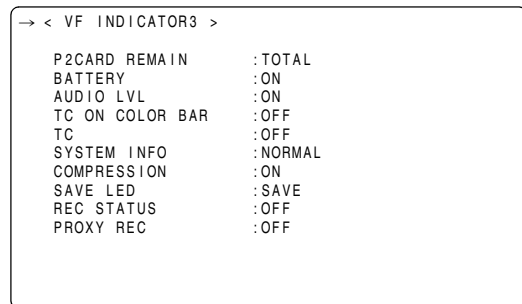 → < VF INDICATOR3 >
P2CARD REMAIN :TOTAL
BATTERY :ON
AUDIO LVL :ON
TC ON COLOR BAR :OFF
TC :OFF
SYSTEM INFO :NORMAL
COMPRESSION :ON
SAVE LED :SAVE
REC STATUS :OFF
PROXY REC :OFF